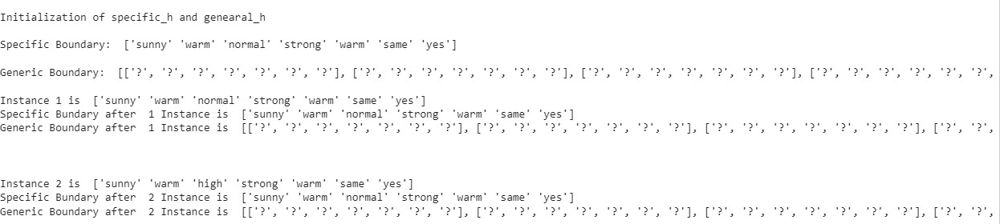 Initialization of specific_h and genearal_h
Specific Boundary:  ['sunny' 'warm' 'normal' 'strong' 'warm' 'same' 'yes']
Generic Boundary:  [['?', '?', '?', '?', '?', '?', '?'], ['?', '?', '?', '?', '?', '?', '?'], ['?', '?', '?', '?', '?', '?', '?'], ['?', '?', '?', '?', '?', '?',
Instance 1 is  ['sunny' 'warm' 'normal' 'strong' 'warm' 'same' 'yes']
Specific Bundary after  1 Instance is  ['sunny' 'warm' 'normal' 'strong' 'warm' 'same' 'yes']
Generic Boundary after  1 Instance is  [['?', '?', '?', '?', '?', '?', '?'], ['?', '?', '?', '?', '?', '?', '?'], ['?', '?', '?', '?', '?', '?', '?'], ['?', '?',
Instance 2 is  ['sunny' 'warm' 'high' 'strong' 'warm' 'same' 'yes']
Specific Bundary after  2 Instance is  ['sunny' 'warm' 'normal' 'strong' 'warm' 'same' 'yes']
Generic Boundary after  2 Instance is  [['?', '?', '?', '?', '?', '?', '?'], ['?', '?', '?', '?', '?', '?', '?'], ['?', '?', '?', '?', '?', '?', '?'], ['?', '?',